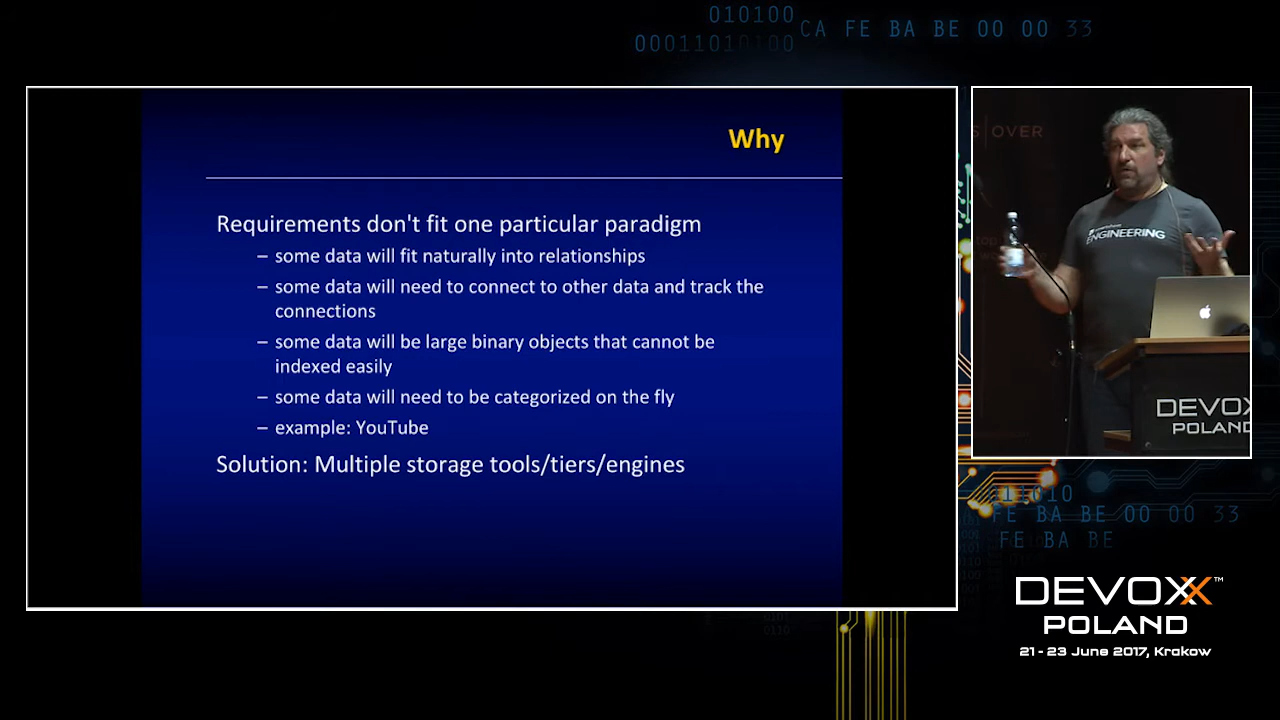 010100
00011010100
CA FE BA BE 00 00 33
Why
Requirements don't fit one particular paradigm
– some data will fit naturally into relationships
– some data will need to connect to other data and track the
connections
– some data will be large binary objects that cannot be
indexed easily
– some data will need to be categorized on the fly
– example: YouTube
Solution: Multiple storage tools/tiers/engines
S|OVER
ENGINEERING
DEVOX
POLAND
011010
FE BA BE 00 00 33
FE BA BE
DEVOXX™
POLAND
21 - 23 June 2017, Krakow